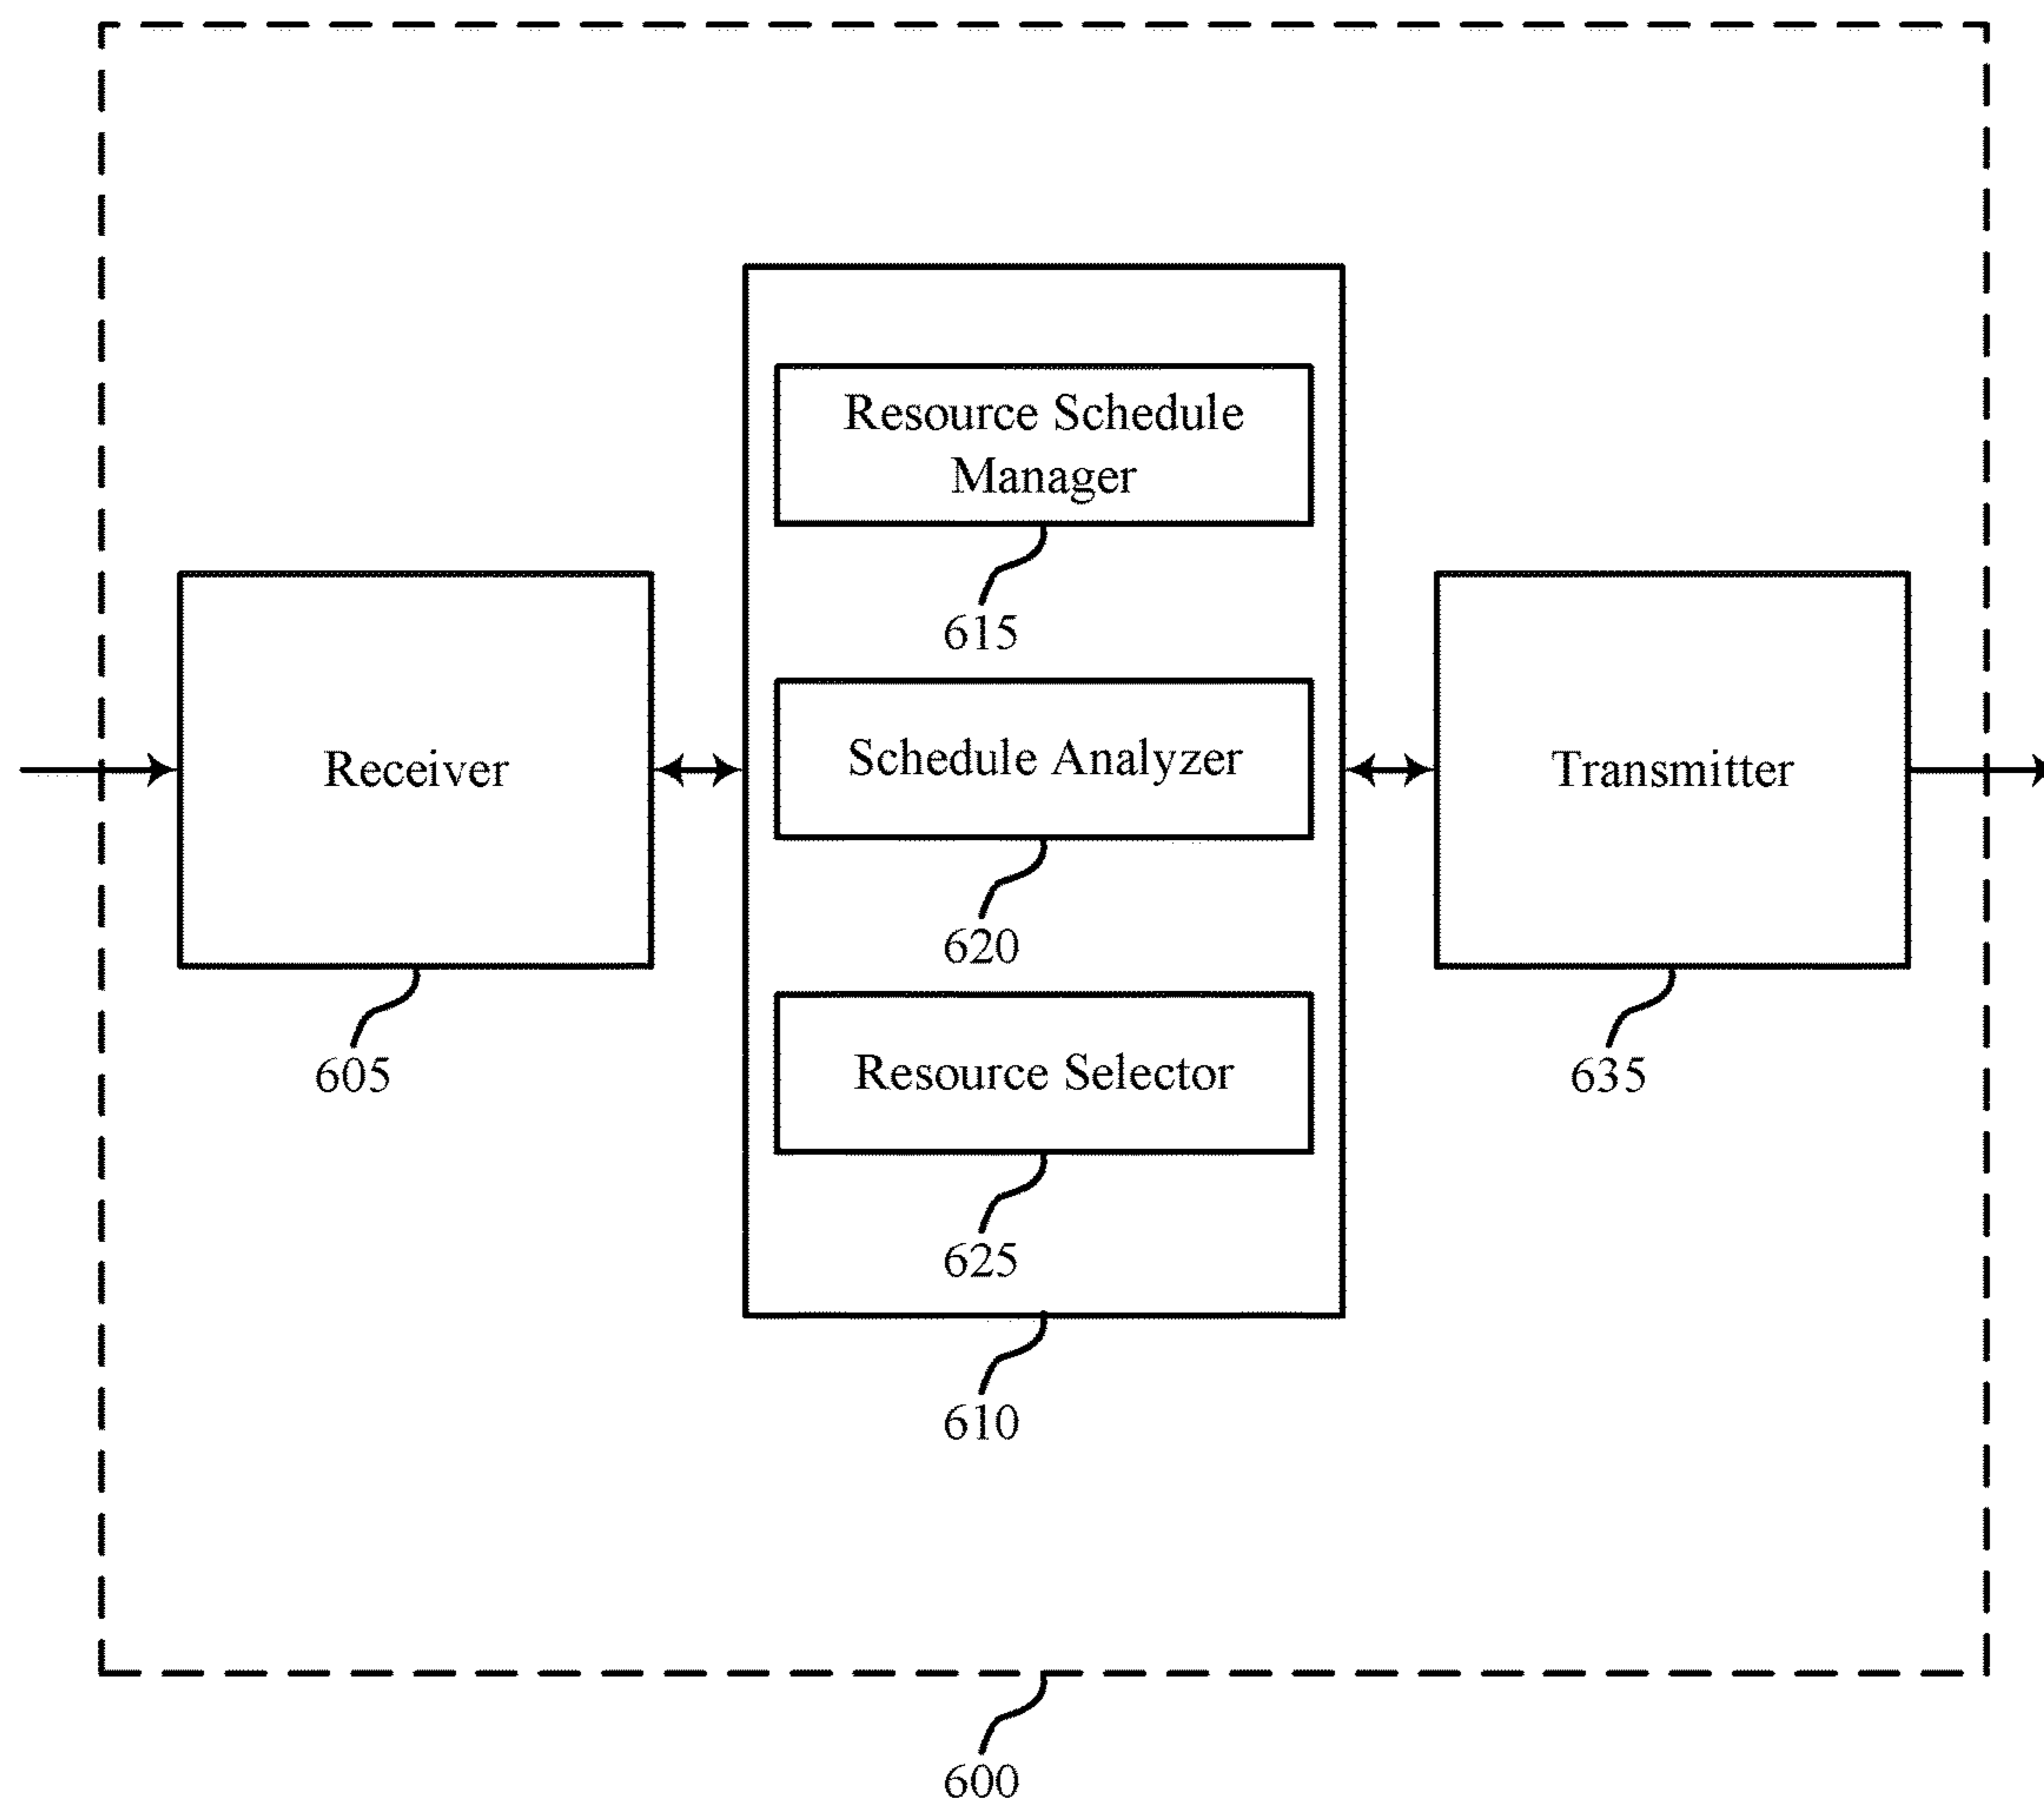 Resource Schedule
Manager
615
Receiver
Schedule Analyzer
Transmitter
620
605
Resource Selector
635
625
610
600